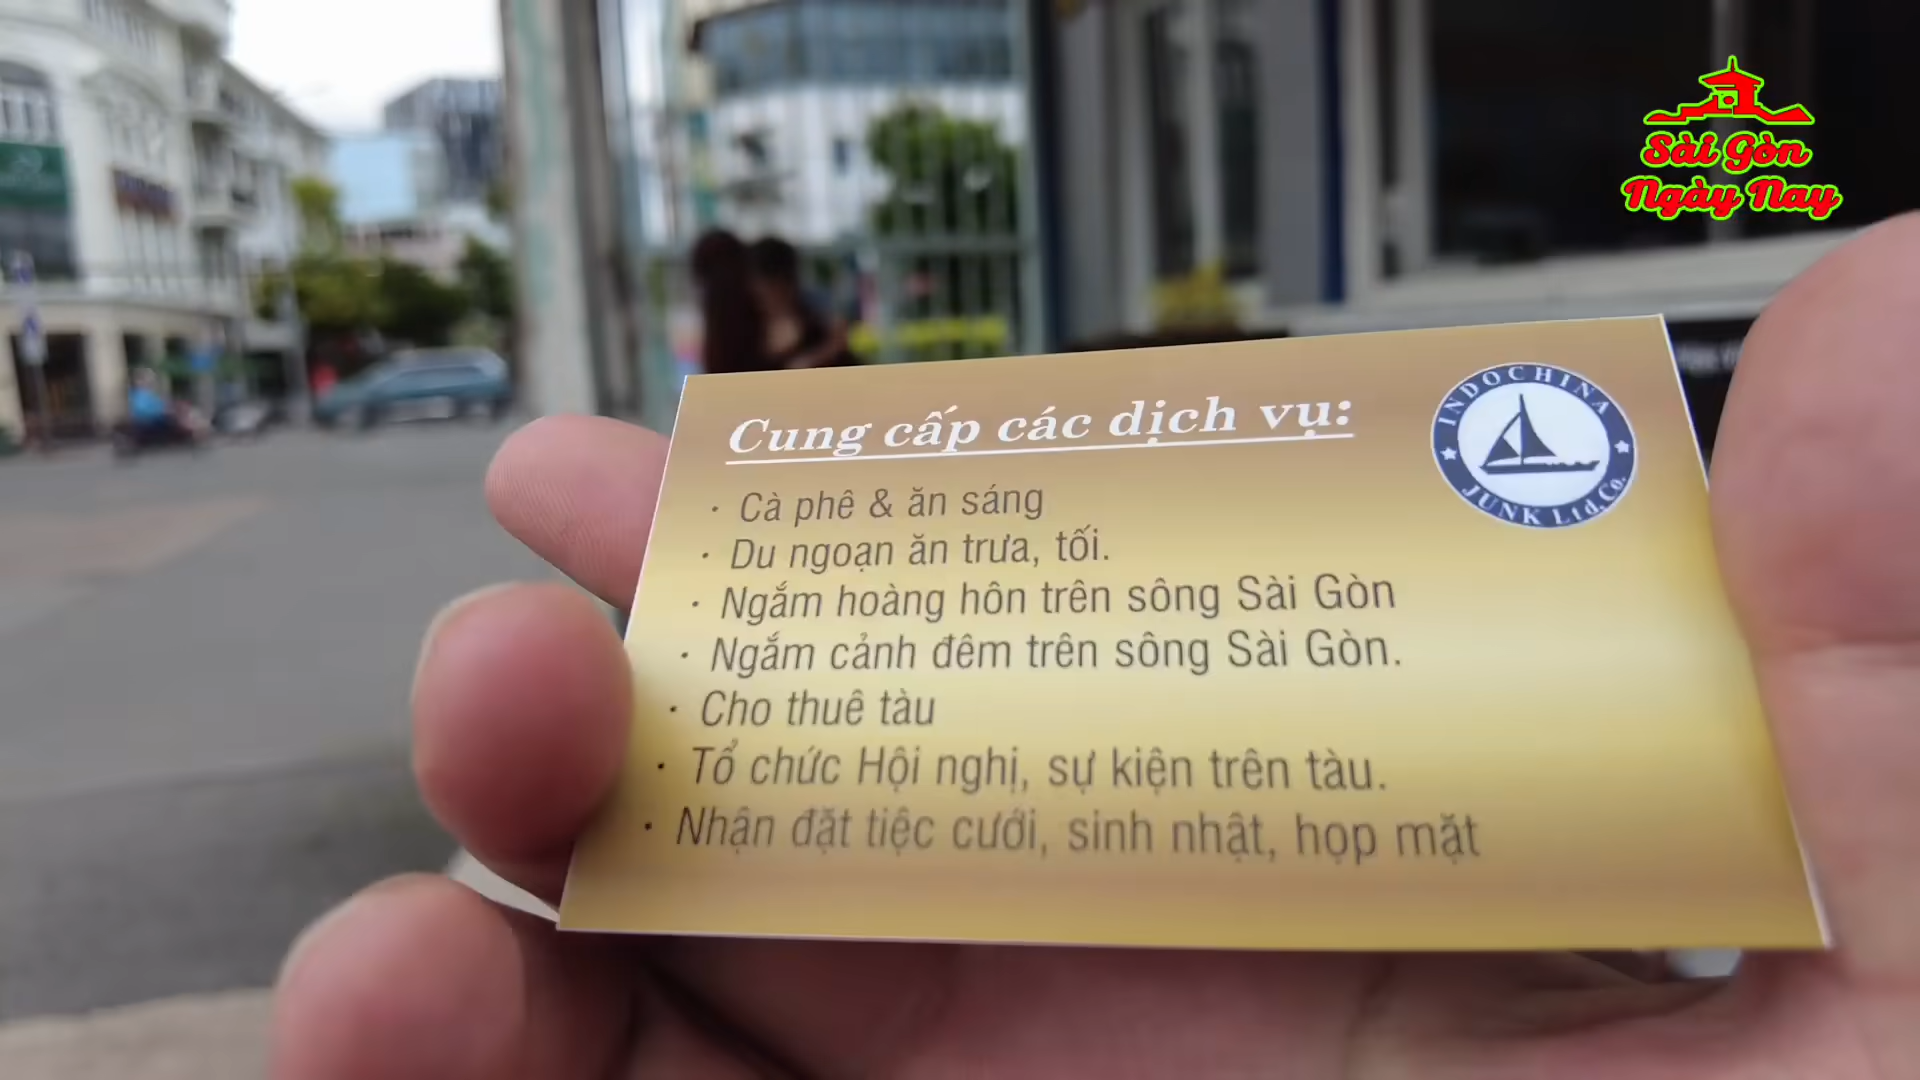 Sài Gòn
Ngày Nay
Cung cấp các dịch vụ:
INDOCHINA
JUNK Ltd,Co.
· Cà phê & ăn sáng
· Du ngoạn ăn trưa, tối.
· Ngắm hoàng hôn trên sông Sài Gòn
· Ngắm cảnh đêm trên sông Sài Gòn.
· Cho thuê tàu
· Tổ chức Hội nghị, sự kiện trên tàu.
· Nhận đặt tiệc cưới, sinh nhật, họp mặt